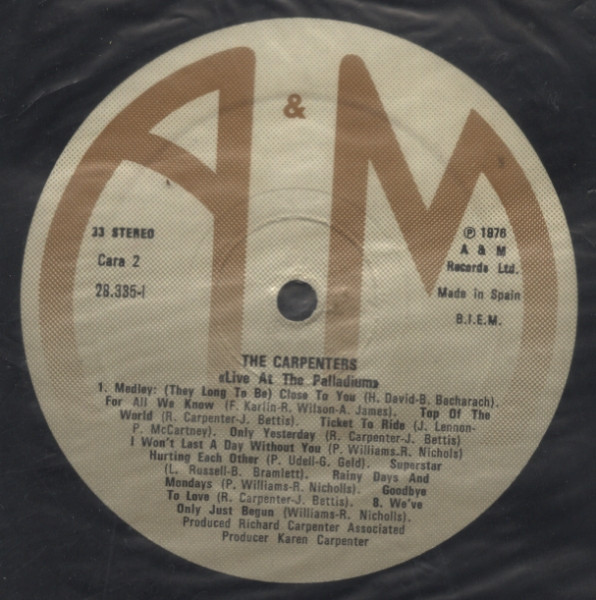 A & M
33 STEREO
Cara 2
28.335-I
℗ 1976
A & M
Records Ltd.
Made in Spain
B.I.E.M.
THE CARPENTERS
«Live At The Palladium»
1. Medley: (They Long To Be) Close To You (H. David-B. Bacharach).
For All We Know (F. Karlin-R. Wilson-A. James). Top Of The
World (R. Carpenter-J. Bettis). Ticket To Ride (J. Lennon-
P. McCartney). Only Yesterday (R. Carpenter-J. Bettis)
I Won't Last A Day Without You (P. Williams.R. Nichols)
Hurting Each Other (P. Udell-G. Geld). Superstar
(L. Russell-B. Bramlett). Rainy Days And
Mondays (P. Williams-R. Nicholls). Goodbye
To Love (R. Carpenter-J. Bettis). 8. We've
Only Just Begun (Williams-R. Nicholls).
Produced Richard Carpenter Associated
Producer Karen Carpenter